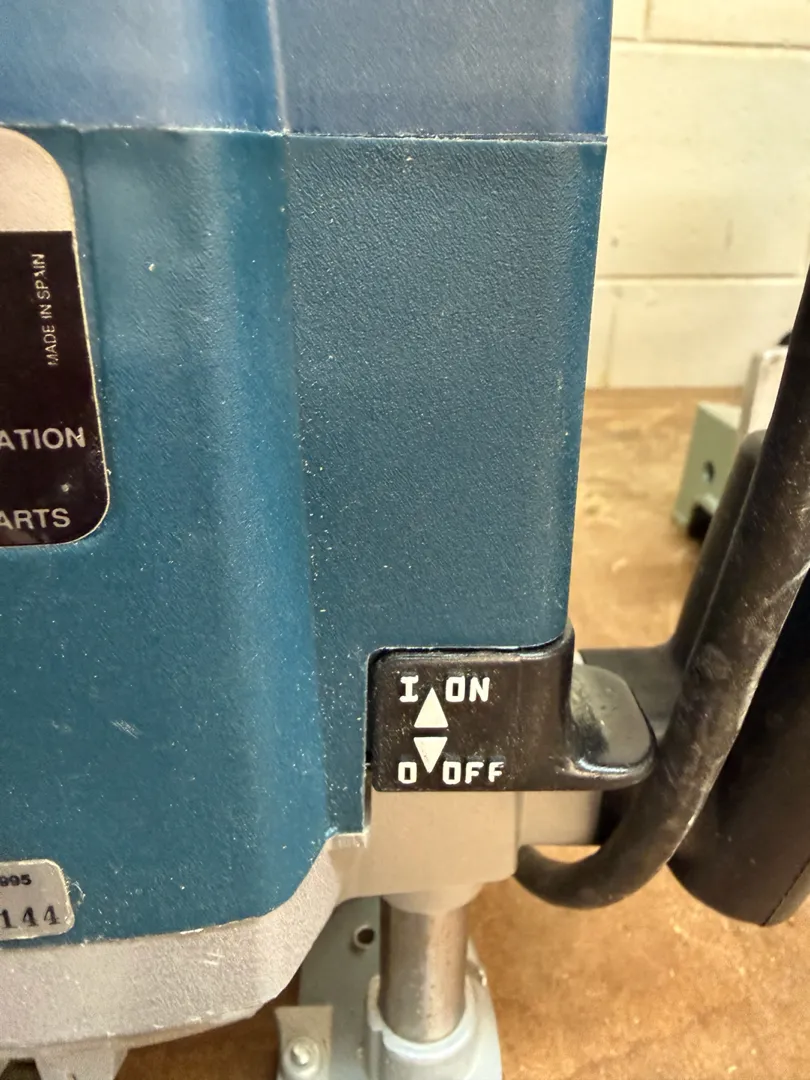 MADE IN SPAIN
ATION
ARTS
I ON
O OFF
995
144